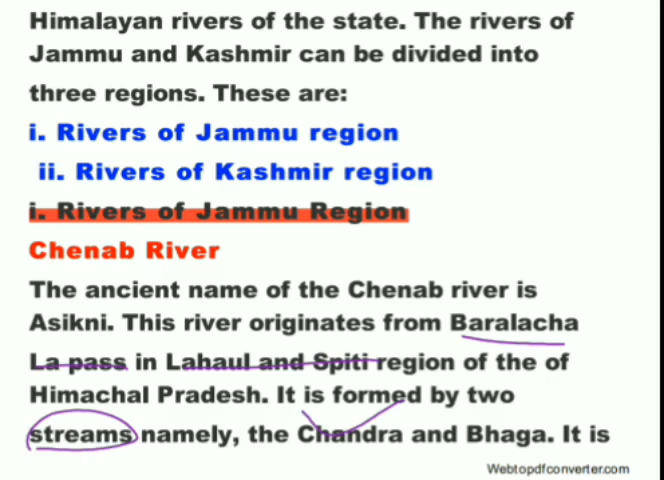 Himalayan rivers of the state. The rivers of
Jammu and Kashmir can be divided into
three regions. These are:
i. Rivers of Jammu region
ii. Rivers of Kashmir region
i. Rivers of Jammu Region
Chenab River
The ancient name of the Chenab river is
Asikni. This river originates from Baralacha
La pass in Lahaul and Spiti region of the of
Himachal Pradesh. It is formed by two
streams namely, the Chandra and Bhaga. It is
Webtopdfconverter.com